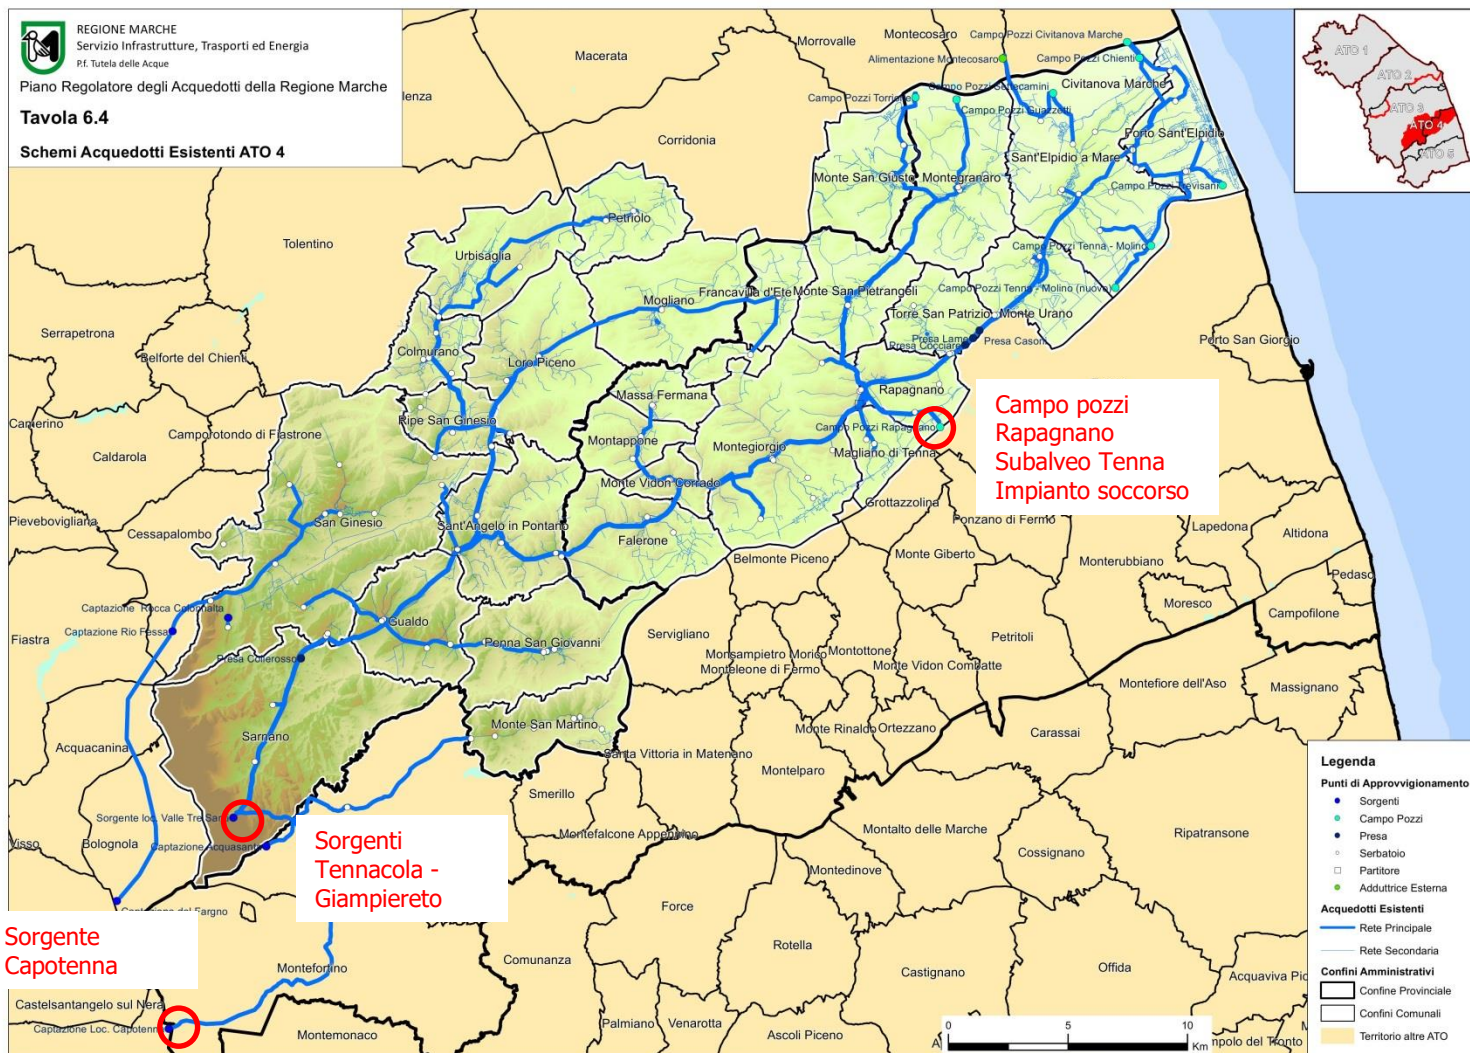 REGIONE MARCHE
Servizio Infrastrutture, Trasporti ed Energia
P.f. Tutela delle Acque
Piano Regolatore degli Acquedotti della Regione Marche
Tavola 6.4
Schemi Acquedotti Esistenti ATO 4
ATO 1
ATO 2
ATO 3
ATO 4
ATO 5
Macerata
Morrovalle
Montecosaro
Campo Pozzi Civitanova Marche
Alimentazione Montecosaro
Campo Pozzi Chienti
Campo Pozzi Settecamini
Civitanova Marche
Campo Pozzi Torrione
Campo Pozzi Guazzetti
Corridonia
Porto Sant'Elpidio
Sant'Elpidio a Mare
Monte San Giusto
Montegranaro
Campo Pozzi Trevisani
Petriolo
Tolentino
Urbisaglia
Campo Pozzi Tenna - Molino
Francavilla d'Ete
Monte San Pietrangeli
Campo Pozzi Tenna - Molino (nuova)
Mogliano
Torre San Patrizio
Monte Urano
Serrapetrona
Belforte del Chienti
Presa Lame
Presa Casoni
Presa Cocciare
Porto San Giorgio
Colmurano
Loro Piceno
Rapagnano
Massa Fermana
Camerino
Camporotondo di Fiastrone
Ripe San Ginesio
Campo Pozzi Rapagnano
Campo pozzi
Rapagnano
Subalveo Tenna
Impianto soccorso
Caldarola
Montappone
Montegiorgio
Magliano di Tenna
Monte Vidon Corrado
Grottazzolina
Pievebovigliana
San Ginesio
Sant'Angelo in Pontano
Ponzano di Fermo
Lapedona
Altidona
Cessapalombo
Falerone
Belmonte Piceno
Monte Giberto
Monterubbiano
Pedaso
Moresco
Campofilone
Captazione Rocca Colonnalta
Captazione Rio Fessa
Fiastra
Gualdo
Penna San Giovanni
Servigliano
Petritoli
Montottone
Monsampietro Morico
Monteleone di Fermo
Monte Vidon Combatte
Presa Collerosso
Montefiore dell'Aso
Massignano
Monte San Martino
Monte Rinaldo
Ortezzano
Carassai
Sarnano
Acquacanina
Santa Vittoria in Matenano
Montelparo
Smerillo
Sorgente loc. Valle Tre Santi
Montefalcone Appennino
Montalto delle Marche
Ripatransone
Visso
Bolognola
Captazione Acquasanta
Sorgenti
Tennacola -
Giampiereto
Cossignano
Montedinove
Force
Sorgente
Capotenna
Rotella
Montefortino
Comunanza
Castignano
Offida
Castelsantangelo sul Nera
Captazione Loc. Capotenna
Montemonaco
Palmiano
Venarotta
Ascoli Piceno
Legenda
Punti di Approvvigionamento
Sorgenti
Campo Pozzi
Presa
Serbatoio
Partitore
Adduttrice Esterna
Acquedotti Esistenti
Rete Principale
Rete Secondaria
Confini Amministrativi
Confine Provinciale
Confini Comunali
Territorio altre ATO
0 5 10
Km